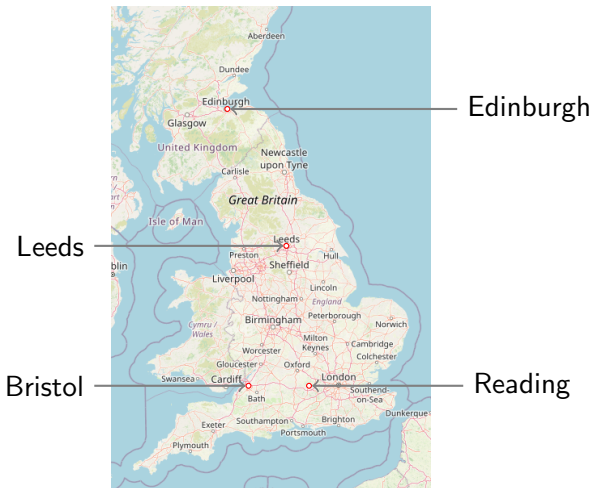 Aberdeen
Dundee
Edinburgh
Edinburgh
Glasgow
United Kingdom
Newcastle
upon Tyne
Carlisle
Great Britain
Isle of Man
Leeds
Leeds
Preston
Hull
blin
Sheffield
Liverpool
Lincoln
Nottingham
England
Cymru /
Wales
Birmingham
Peterborough
Norwich
Milton
Keynes
Cambridge
Worcester
Colchester
Gloucester
Oxford
Bristol
Swansea
Cardiff
London
Reading
Bath
Southend-
on-Sea
Dunkerque
Exeter
Southampton
Brighton
Portsmouth
Plymouth